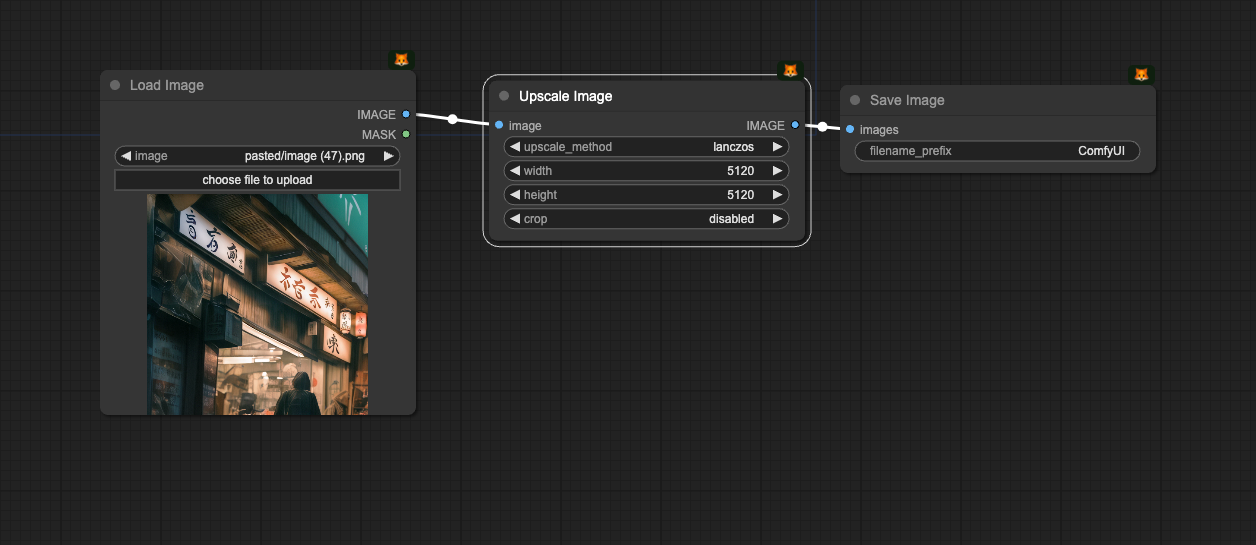 Load Image
IMAGE
MASK
image pasted/image (47).png
choose file to upload
Upscale Image
image IMAGE
upscale_method lanczos
width 5120
height 5120
crop disabled
Save Image
images
filename_prefix ComfyUI